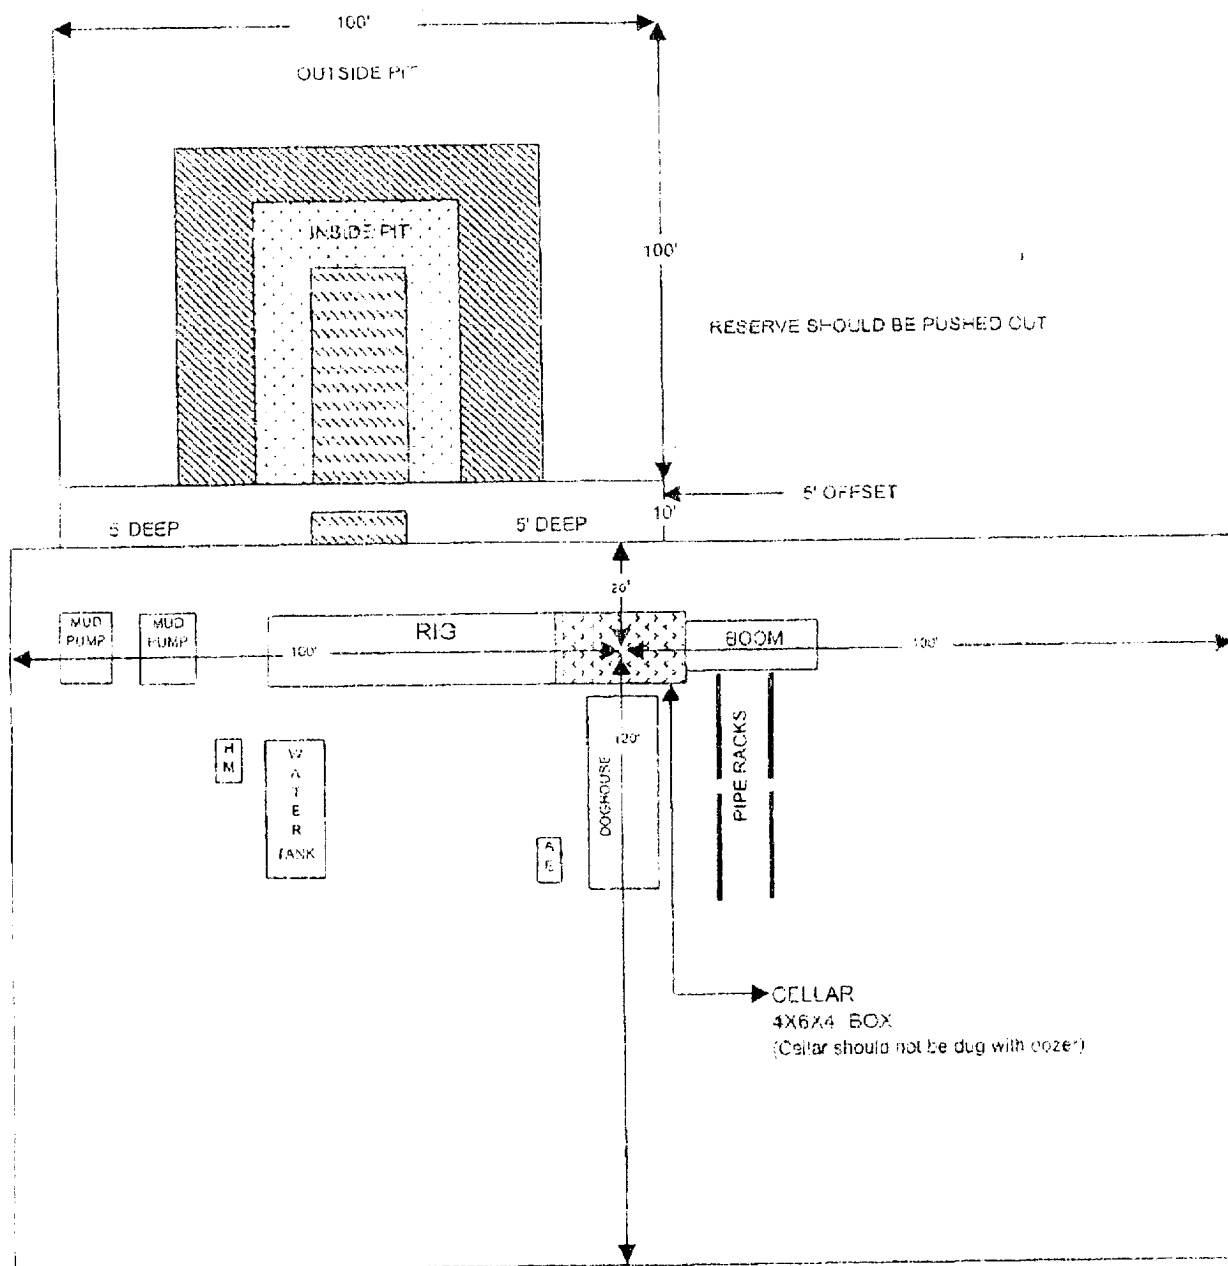 100'
OUTSIDE PIT
INSIDE PIT
100'
RESERVE SHOULD BE PUSHED OUT
5' OFFSET
10'
5' DEEP
5' DEEP
20'
MUD PUMP
MUD PUMP
RIG
BOOM
100'
100'
H M
WATER TANK
120'
DOGHOUSE
PIPE RACKS
CELLAR
4X6X4 BOX
(Cellar should not be dug with dozer)